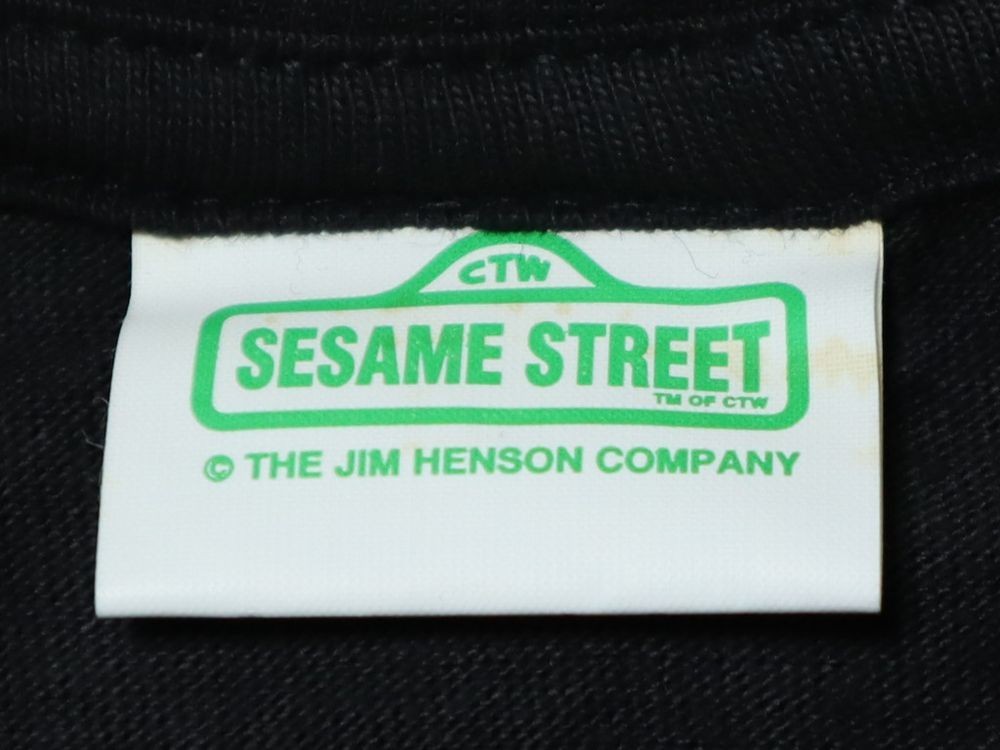 CTW
SESAME STREET
TM OF CTW
© THE JIM HENSON COMPANY